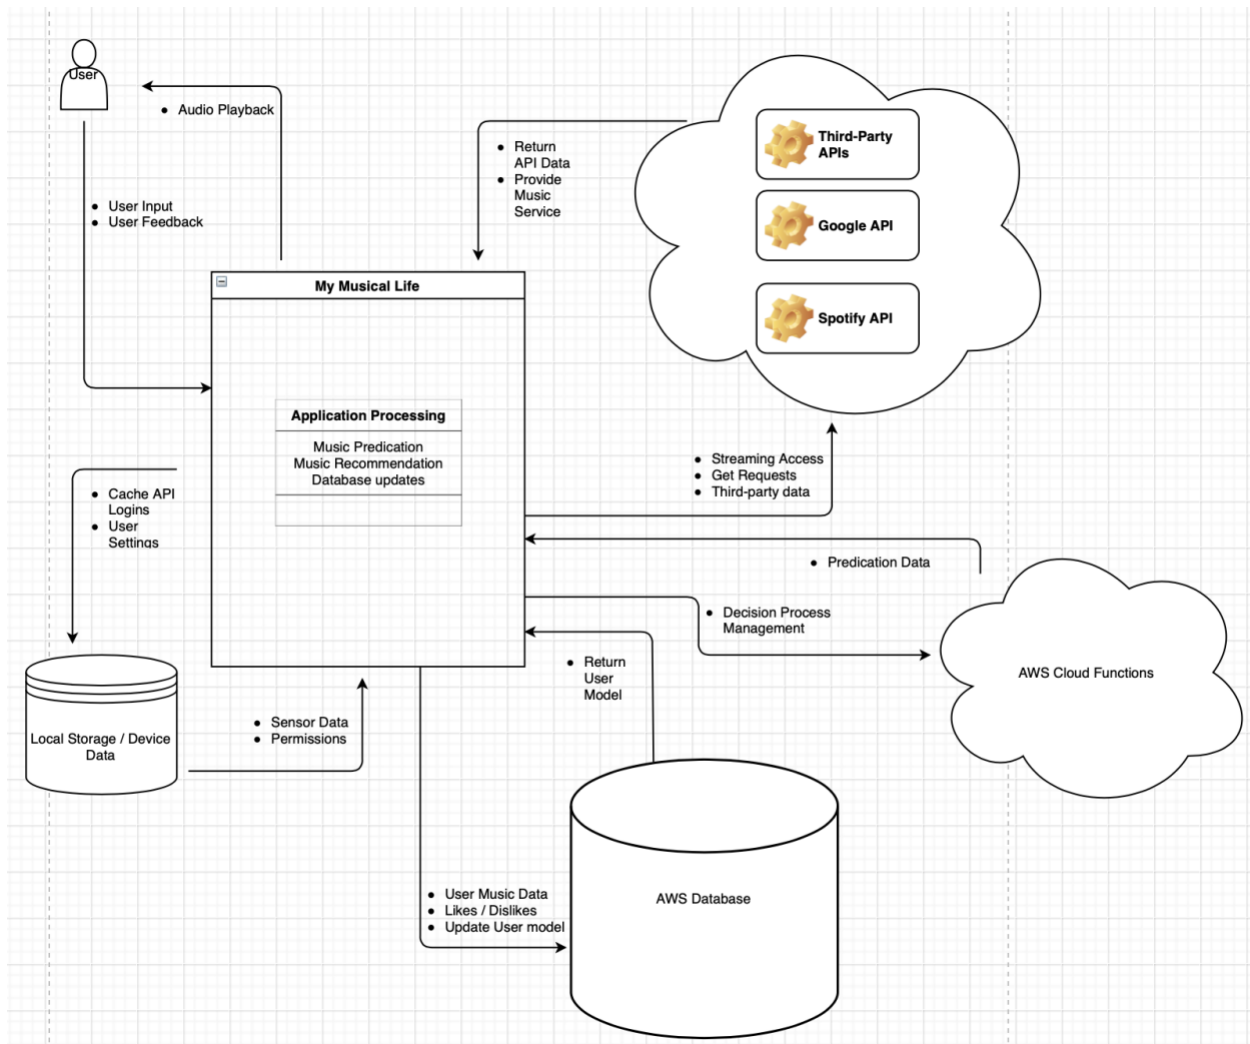 User
• Audio Playback
• User Input
• User Feedback
• Return
API Data
• Provide
Music
Service
Third-Party
APIs
Google API
Spotify API
My Musical Life
Application Processing
Music Predication
Music Recommendation
Database updates
• Cache API
Logins
• User
Settings
• Streaming Access
• Get Requests
• Third-party data
• Predication Data
• Decision Process
Management
• Return
User
Model
AWS Cloud Functions
Local Storage / Device
Data
• Sensor Data
• Permissions
• User Music Data
• Likes / Dislikes
• Update User model
AWS Database